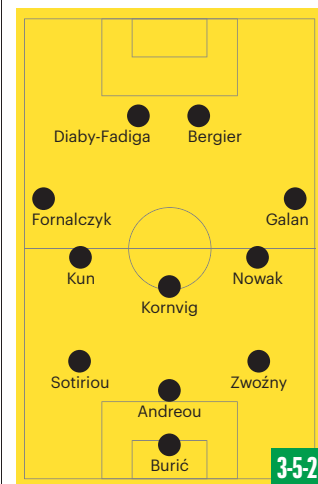 Diaby-Fadiga Bergier
Fornalczyk Galan
Kun Nowak
Kornvig
Sotiriou Zwoźny
Andreou
Burić
3-5-2